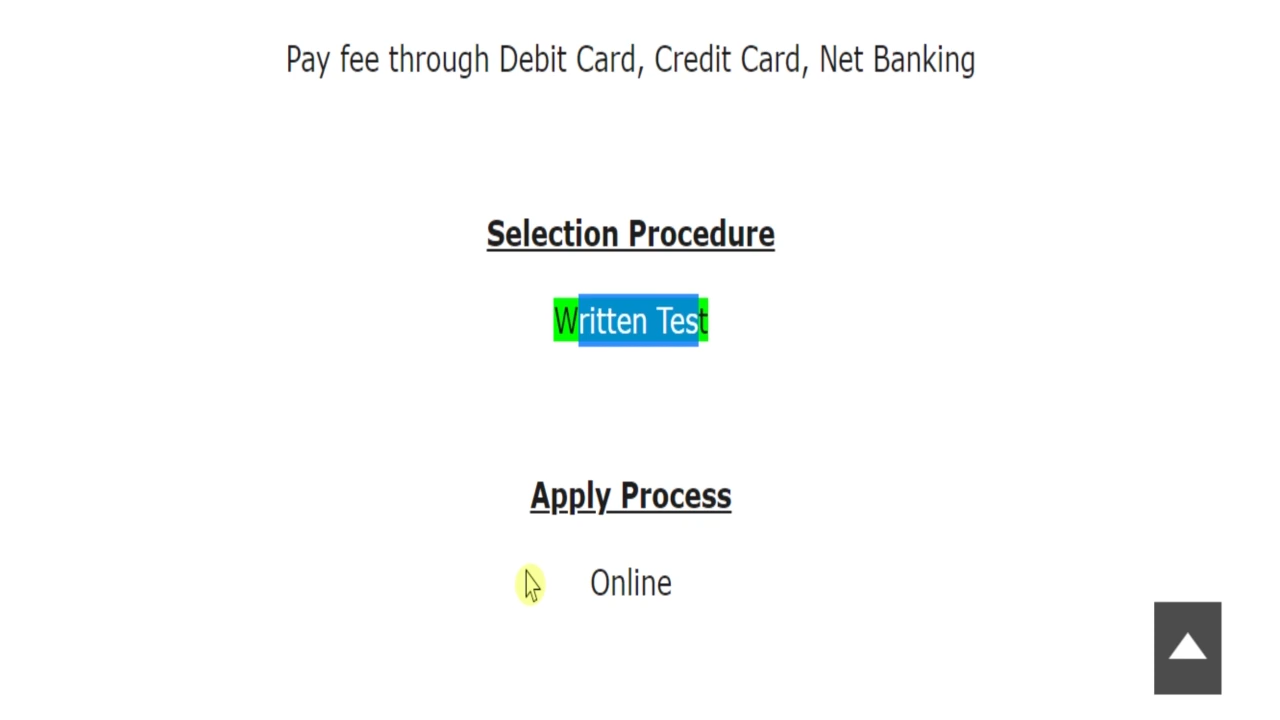 Pay fee through Debit Card, Credit Card, Net Banking
Selection Procedure
Written Test
Apply Process
Online